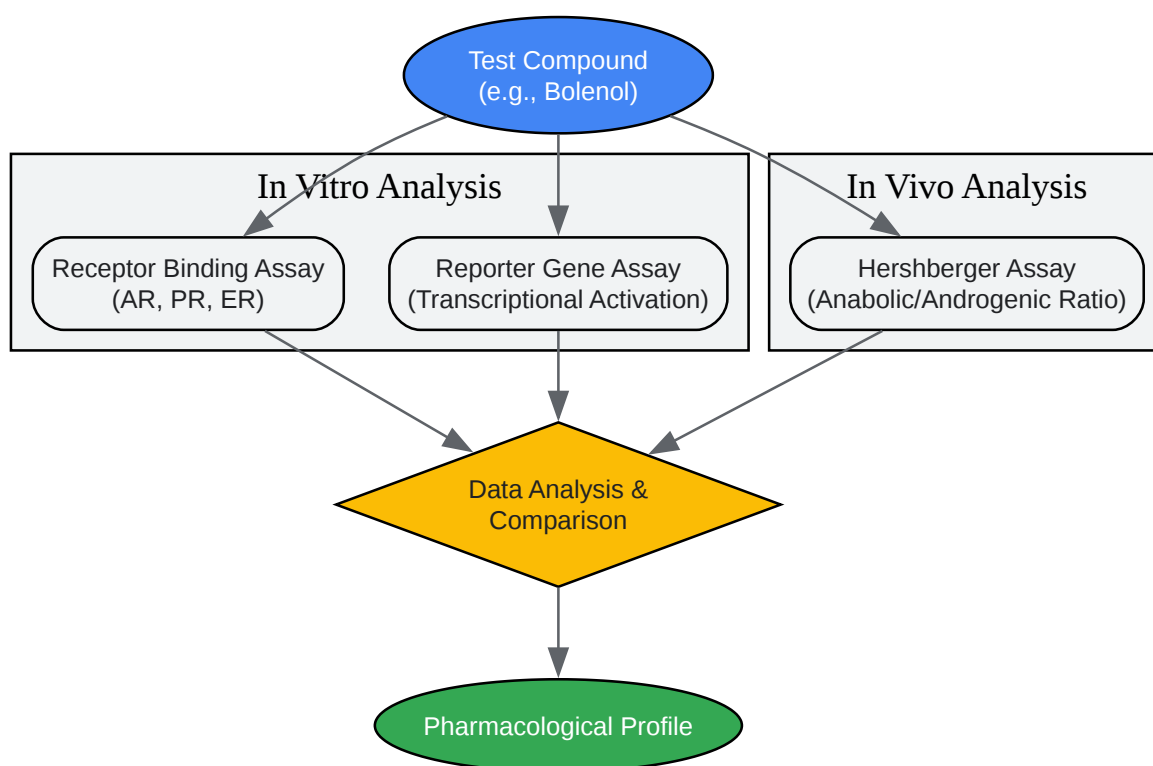 Test Compound
(e.g., Bolenol)
In Vitro Analysis
In Vivo Analysis
Receptor Binding Assay
(AR, PR, ER)
Reporter Gene Assay
(Transcriptional Activation)
Hershberger Assay
(Anabolic/Androgenic Ratio)
Data Analysis &
Comparison
Pharmacological Profile